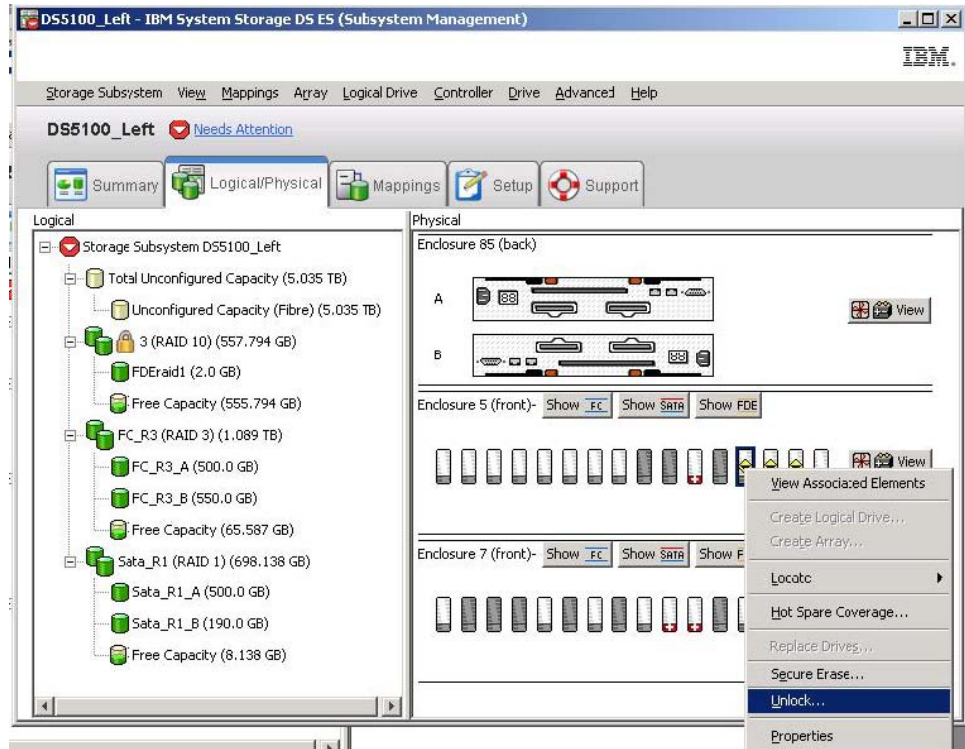 DS5100_Left - IBM System Storage DS ES (Subsystem Management)
IBM.
Storage Subsystem View Mappings Array Logical Drive Controller Drive Advanced Help
DS5100_Left Needs Attention
Summary Logical/Physical Mappings Setup Support
Logical
Storage Subsystem DS5100_Left
Total Unconfigured Capacity (5.035 TB)
Unconfigured Capacity (Fibre) (5.035 TB)
3 (RAID 10) (557.794 GB)
FDEraid1 (2.0 GB)
Free Capacity (555.794 GB)
FC_R3 (RAID 3) (1.089 TB)
FC_R3_A (500.0 GB)
FC_R3_B (550.0 GB)
Free Capacity (65.587 GB)
Sata_R1 (RAID 1) (698.138 GB)
Sata_R1_A (500.0 GB)
Sata_R1_B (190.0 GB)
Free Capacity (8.138 GB)
Physical
Enclosure 85 (back)
A
88
View
B
88
Enclosure 5 (front)- Show FC Show SATA Show FDE
View
Enclosure 7 (front)- Show FC Show SATA Show F
View Associated Elements
Create Logical Drive...
Create Array...
Locate
Hot Spare Coverage...
Replace Drives...
Secure Erase...
Unlock...
Properties